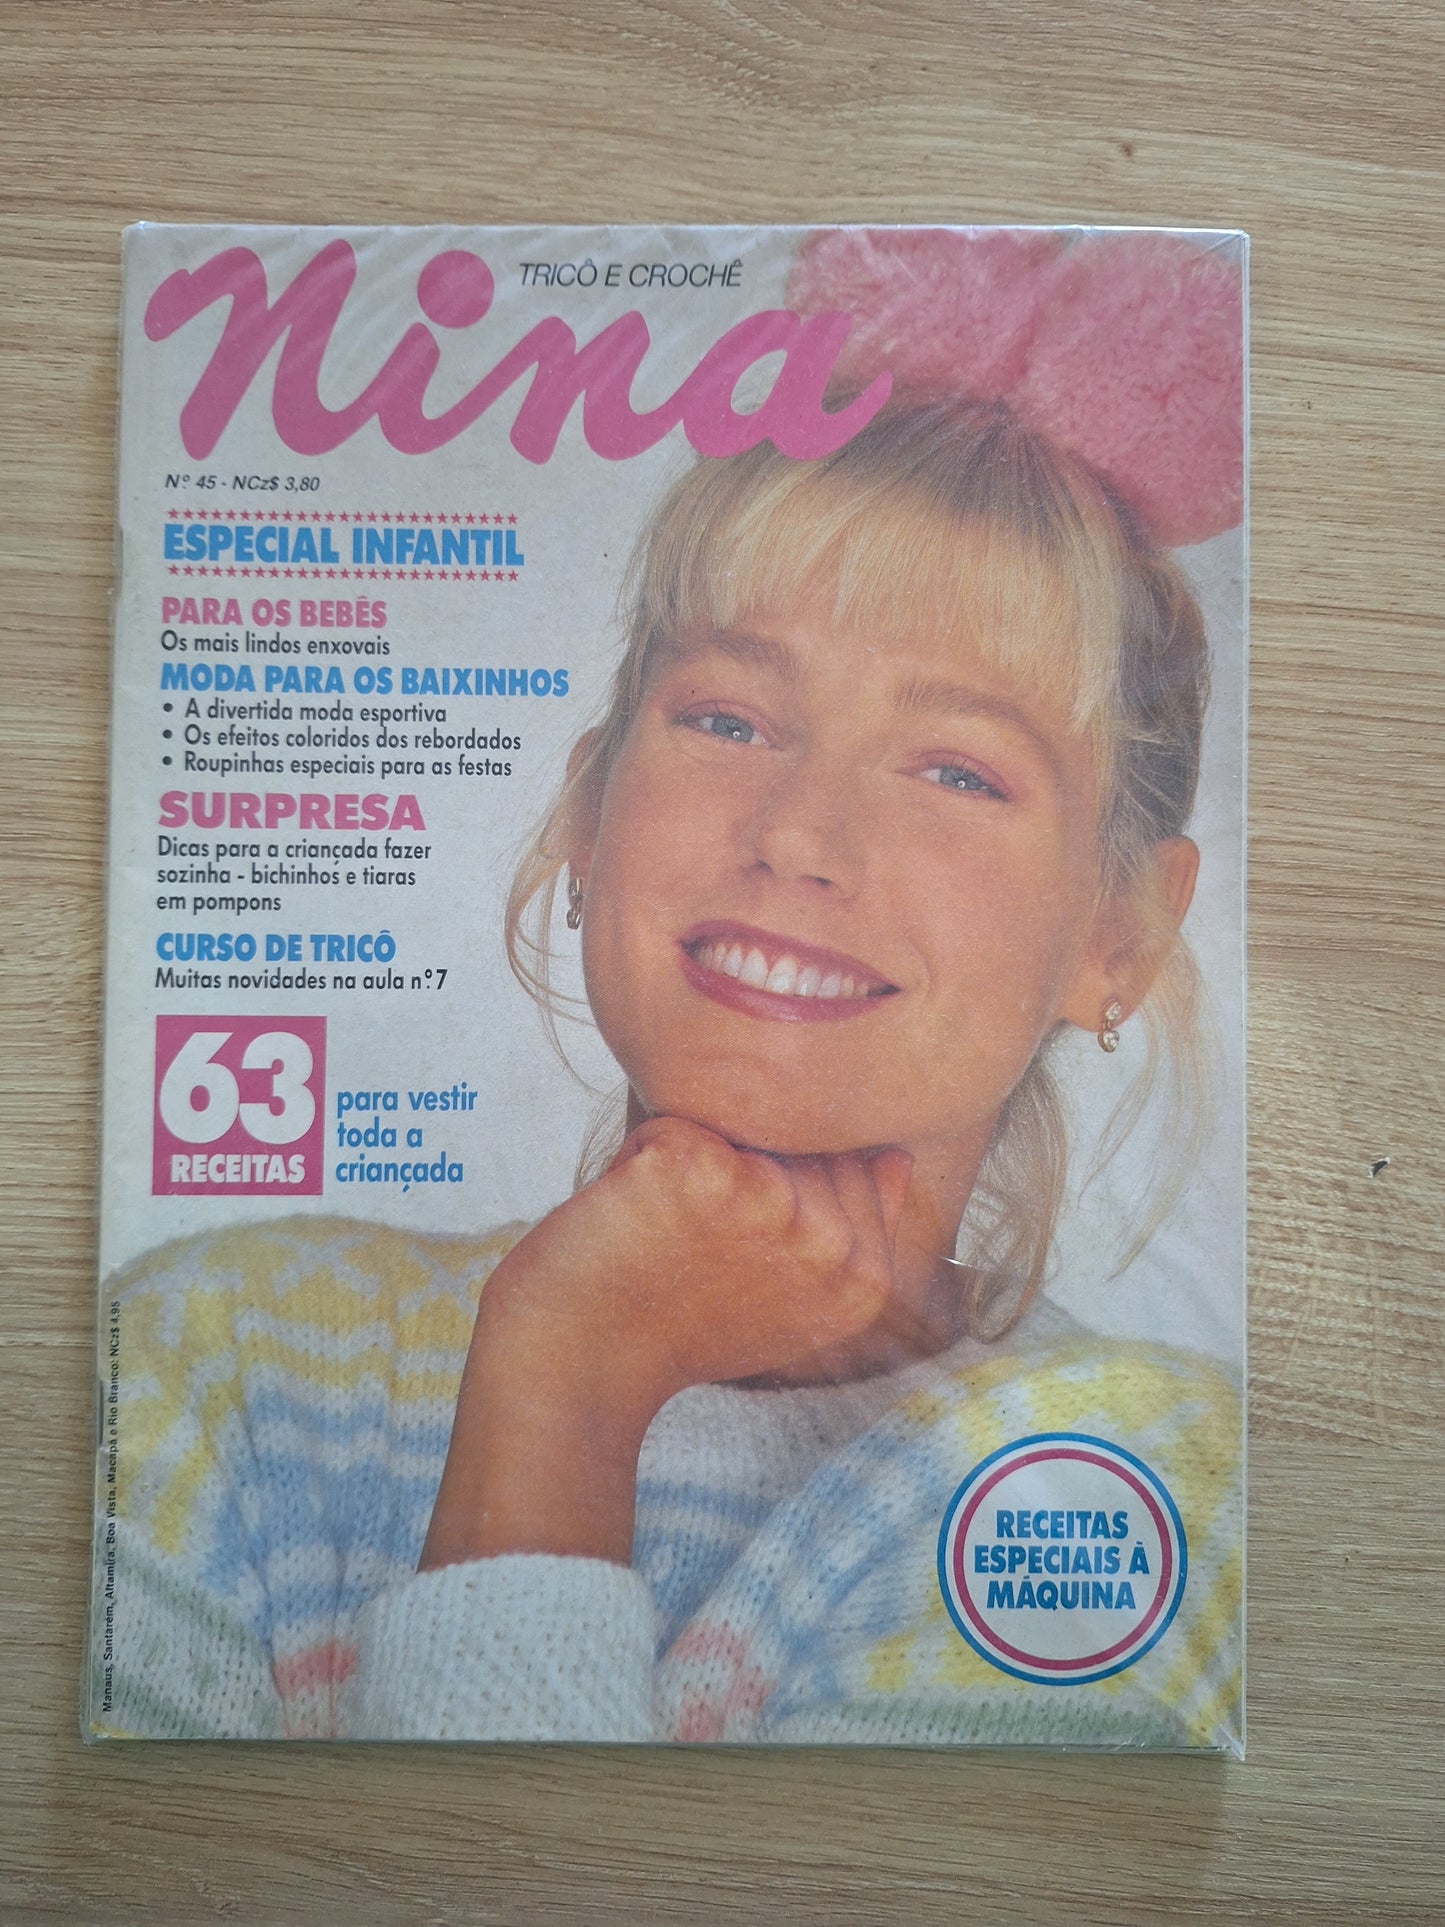 Nina
TRICÔ E CROCHÊ
Nº 45 - NCz$ 3,80
ESPECIAL INFANTIL
PARA OS BEBÊS
Os mais lindos enxovais
MODA PARA OS BAIXINHOS
• A divertida moda esportiva
• Os efeitos coloridos dos rebordados
• Roupinhas especiais para as festas
SURPRESA
Dicas para a criançada fazer
sozinha - bichinhos e tiaras
em pompons
CURSO DE TRICÔ
Muitas novidades na aula nº 7
63
RECEITAS
para vestir
toda a
criançada
Manaus, Santarém, Altamira, Boa Vista, Macapá e Rio Branco: NCz$ 4,95
RECEITAS
ESPECIAIS À
MÁQUINA